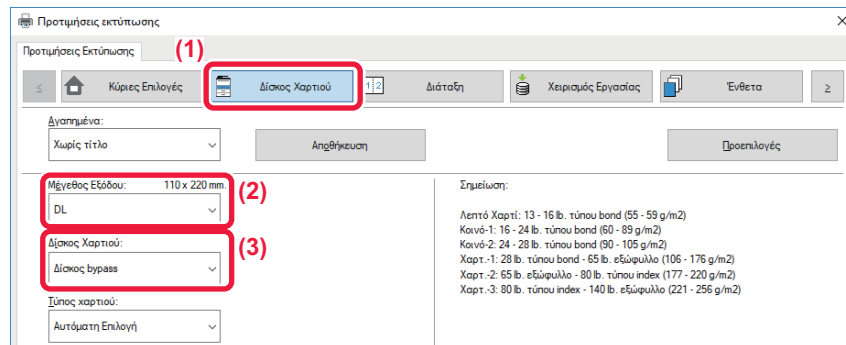 Προτιμήσεις εκτύπωσης
Προτιμήσεις Εκτύπωσης
(1)
≤ Κύριες Επιλογές Δίσκος Χαρτιού 1 2 Διάταξη Χειρισμός Εργασίας Ένθετα ≥
Αγαπημένα:
Χωρίς τίτλο Αποθήκευση Προεπιλογές
Μέγεθος Εξόδου: 110 x 220 mm.
(2)
DL
Δίσκος Χαρτιού:
(3)
Δίσκος bypass
Τύπος χαρτιού:
Αυτόματη Επιλογή
Σημείωση:
Λεπτό Χαρτί: 13 - 16 lb. τύπου bond (55 - 59 g/m2)
Κοινό-1: 16 - 24 lb. τύπου bond (60 - 89 g/m2)
Κοινό-2: 24 - 28 lb. τύπου bond (90 - 105 g/m2)
Χαρτ.-1: 28 lb. τύπου bond - 65 lb. εξώφυλλο (106 - 176 g/m2)
Χαρτ.-2: 65 lb. εξώφυλλο - 80 lb. τύπου index (177 - 220 g/m2)
Χαρτ.-3: 80 lb. τύπου index - 140 lb. εξώφυλλο (221 - 256 g/m2)